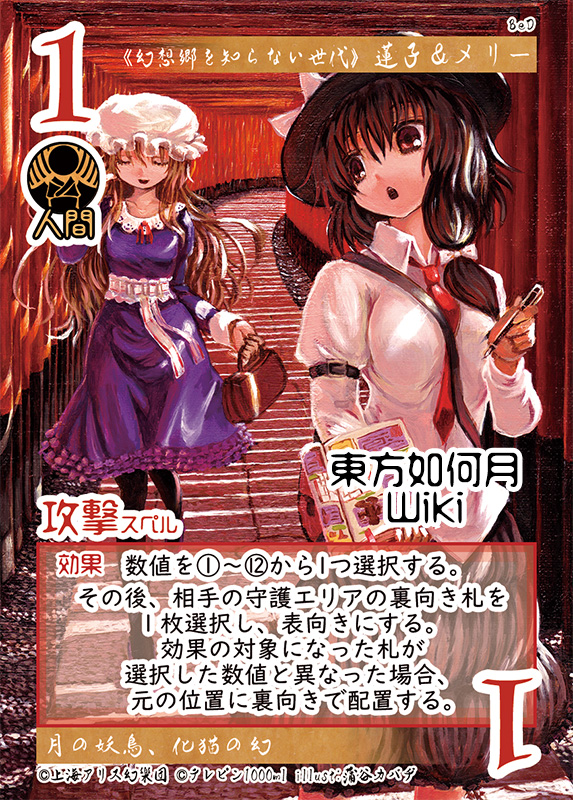 BeD
1
《幻想郷を知らない世代》 蓮子&メリー
人間
東方如何月
Wiki
攻撃スペル
効果 数値を①~⑫から1つ選択する。
その後、相手の守護エリアの裏向き札を
1枚選択し、表向きにする。
効果の対象になった札が
選択した数値と異なった場合、
元の位置に裏向きで配置する。
1
月の妖鳥、化猫の幻
©上海アリス幻樂団 ©テレピン1000ml illust:蒲谷カバヂ